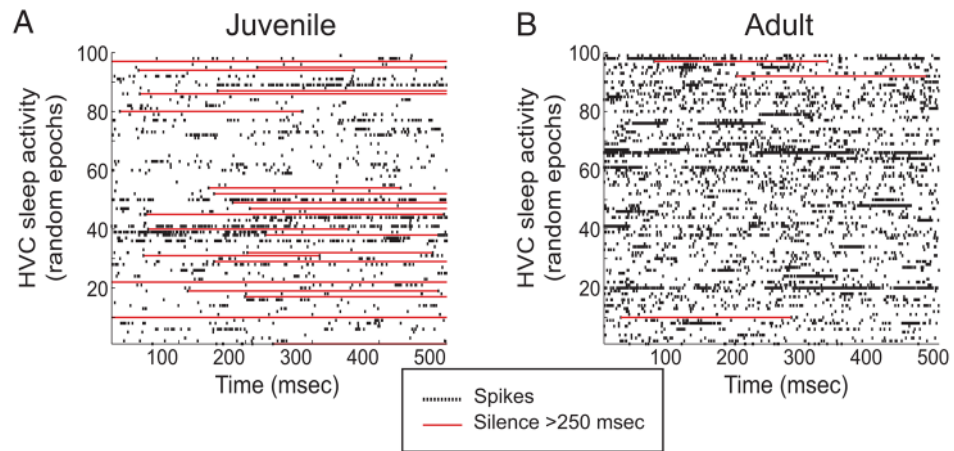 A
Juvenile
HVC sleep activity
(random epochs)
100
80
60
40
20
100 200 300 400 500
Time (msec)
B
Adult
HVC sleep activity
(random epochs)
100
80
60
40
20
100 200 300 400 500
Time (msec)
Spikes
Silence >250 msec